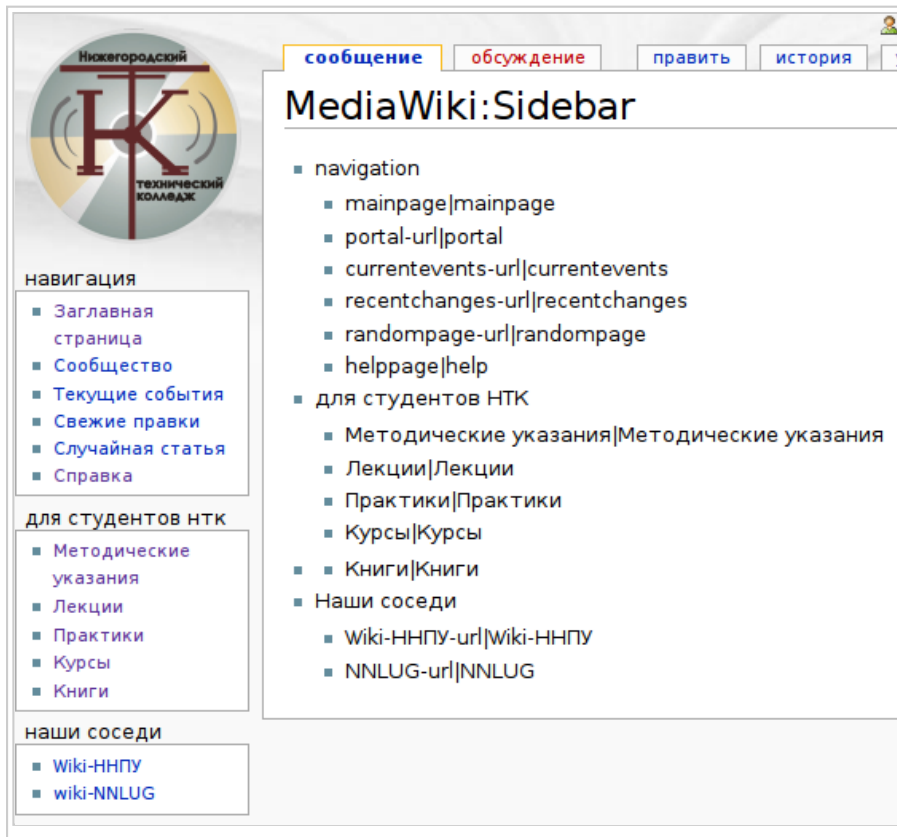 Нижегородский
НТК
технический
колледж
навигация
Заглавная
страница
Сообщество
Текущие события
Свежие правки
Случайная статья
Справка
для студентов нтк
Методические
указания
Лекции
Практики
Курсы
Книги
наши соседи
Wiki-ННПУ
wiki-NNLUG
сообщение обсуждение править история
MediaWiki:Sidebar
navigation
mainpage|mainpage
portal-url|portal
currentevents-url|currentevents
recentchanges-url|recentchanges
randompage-url|randompage
helppage|help
для студентов НТК
Методические указания|Методические указания
Лекции|Лекции
Практики|Практики
Курсы|Курсы
Книги|Книги
Наши соседи
Wiki-ННПУ-url|Wiki-ННПУ
NNLUG-url|NNLUG